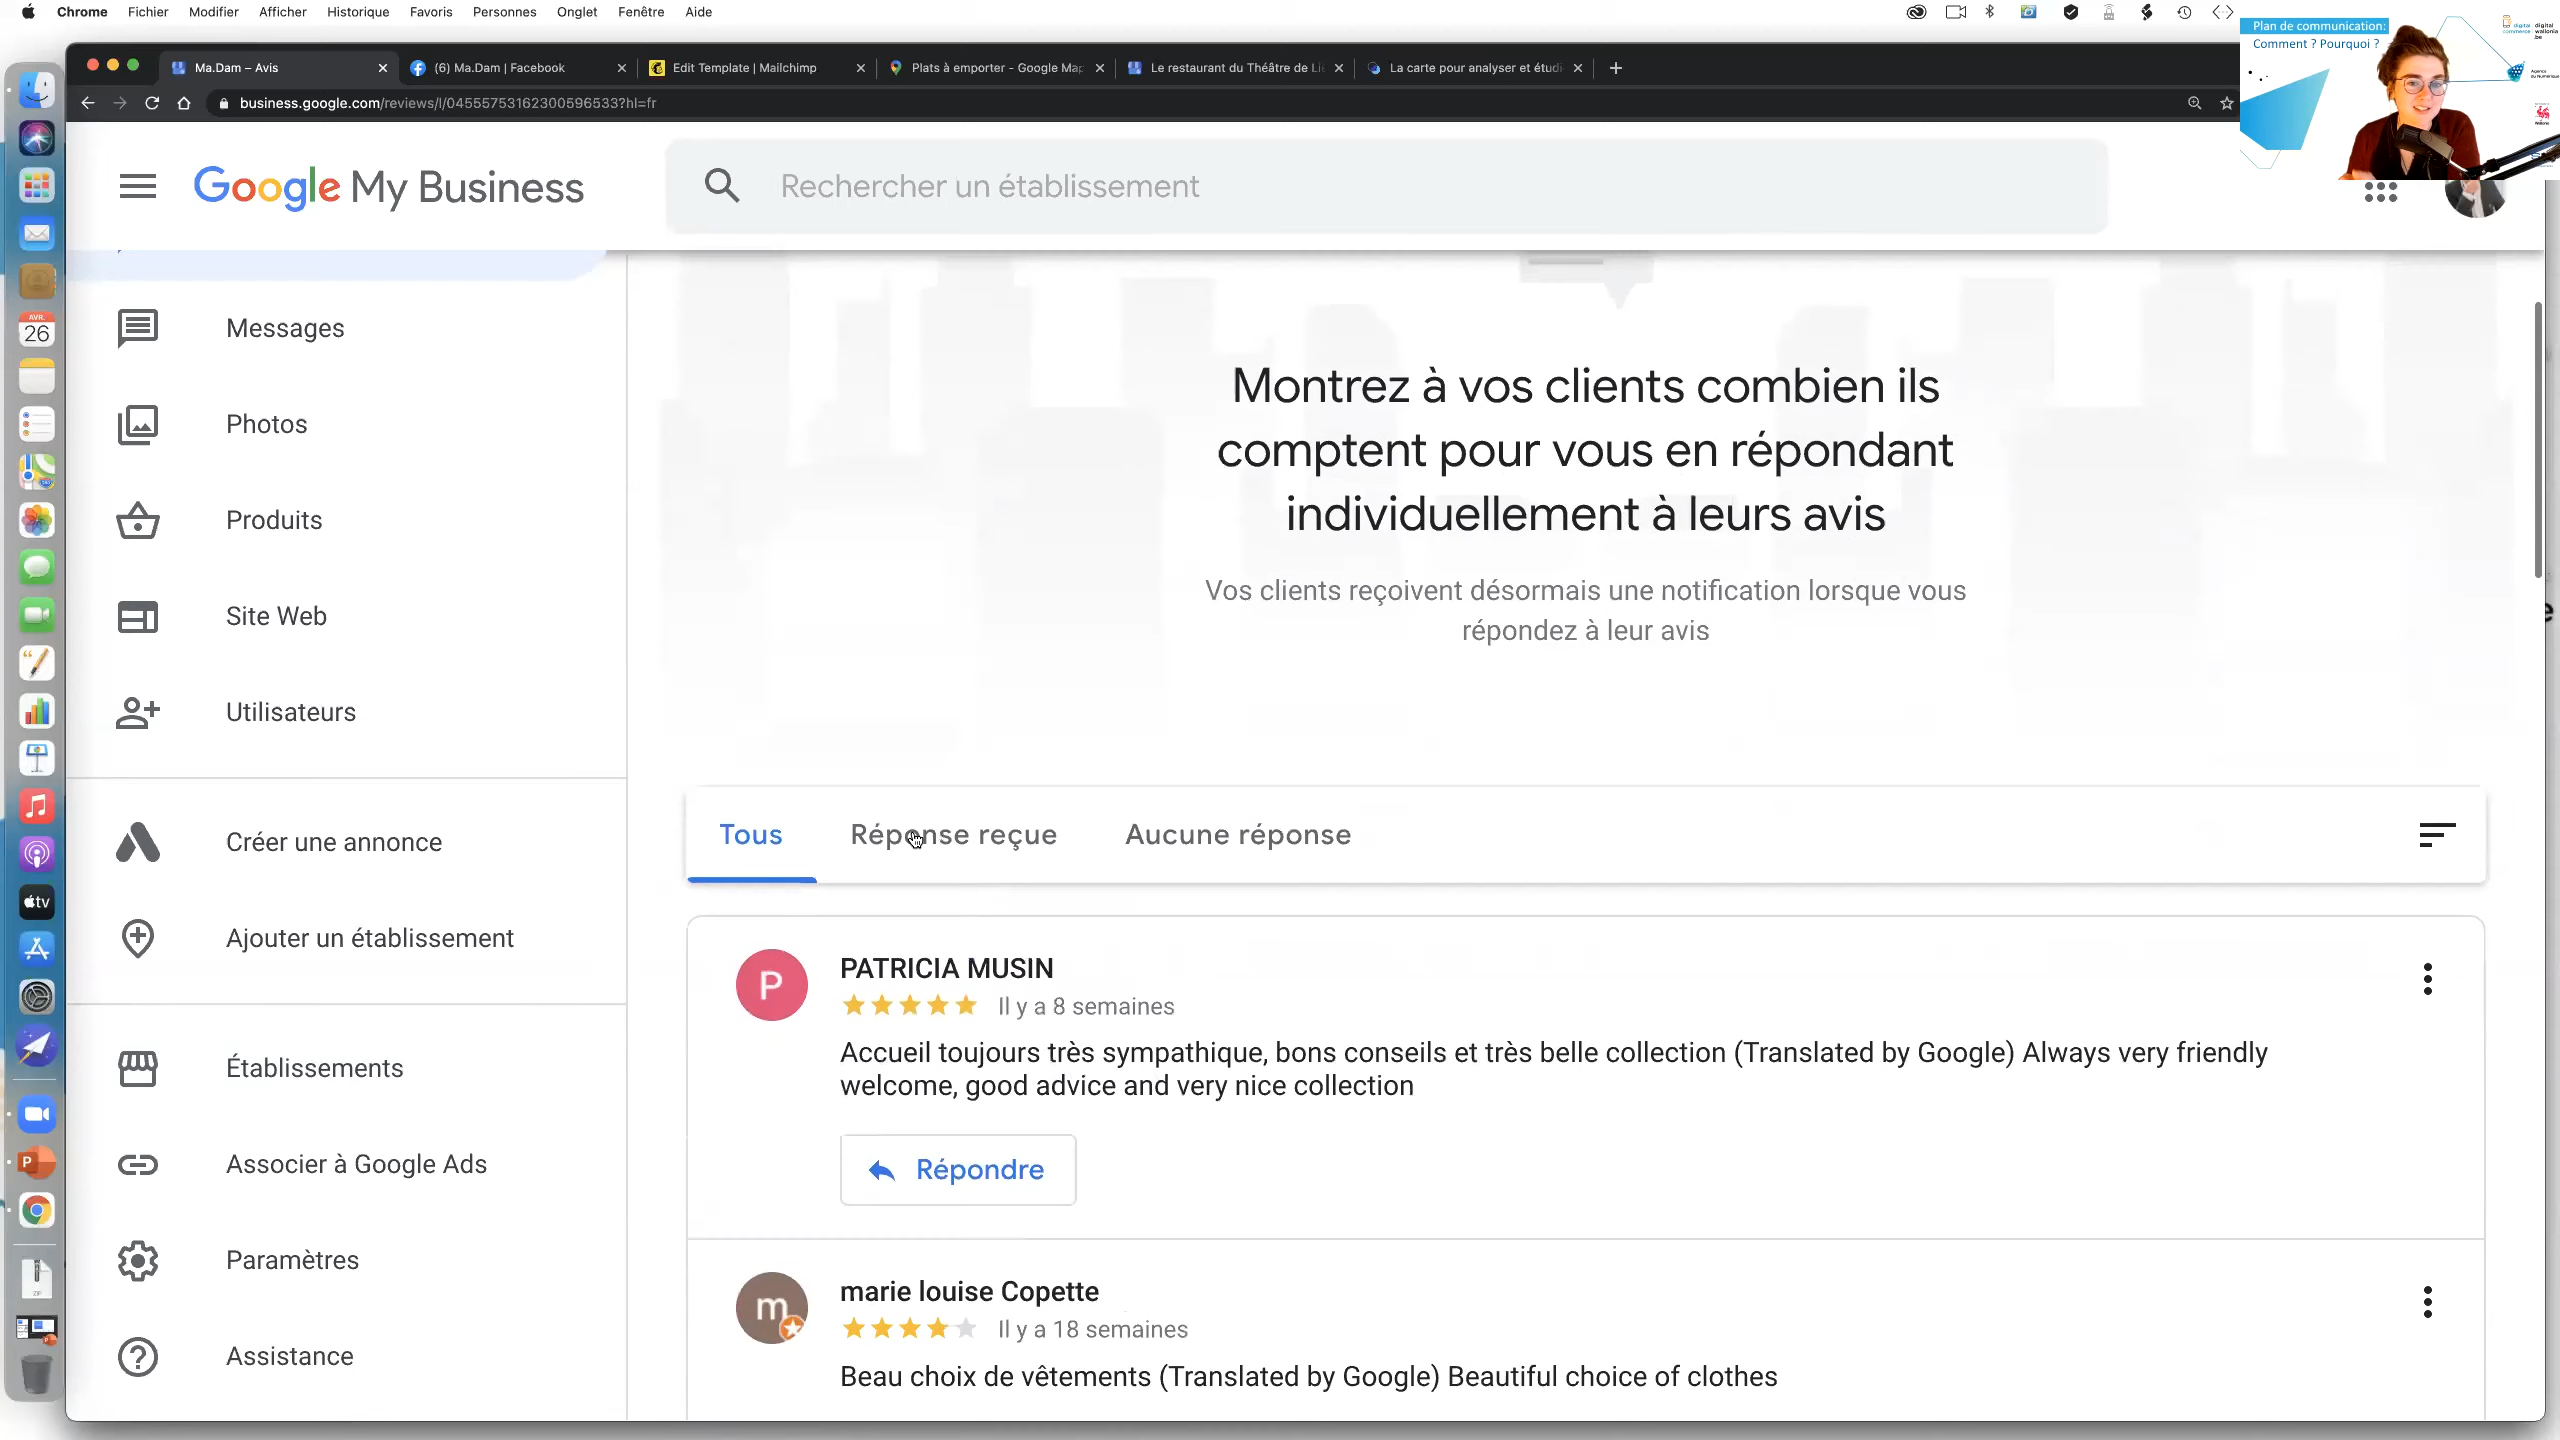 Chrome Fichier Modifier Afficher Historique Favoris Personnes Onglet Fenêtre Aide
Plan de communication:
Comment ? Pourquoi ?
Ma.Dam – Avis
(6) Ma.Dam | Facebook
Edit Template | Mailchimp
Plats à emporter - Google Map
Le restaurant du Théâtre de Li
La carte pour analyser et étudi
business.google.com/reviews/l/04555753162300596533?hl=fr
Google My Business
Rechercher un établissement
AVR.
26
Messages
Photos
Produits
Site Web
Utilisateurs
Créer une annonce
Ajouter un établissement
Établissements
Associer à Google Ads
Paramètres
Assistance
tv
ZIP
Montrez à vos clients combien ils
comptent pour vous en répondant
individuellement à leurs avis
Vos clients reçoivent désormais une notification lorsque vous
répondez à leur avis
Tous Réponse reçue Aucune réponse
P
PATRICIA MUSIN
Il y a 8 semaines
Accueil toujours très sympathique, bons conseils et très belle collection (Translated by Google) Always very friendly
welcome, good advice and very nice collection
Répondre
m
marie louise Copette
Il y a 18 semaines
Beau choix de vêtements (Translated by Google) Beautiful choice of clothes